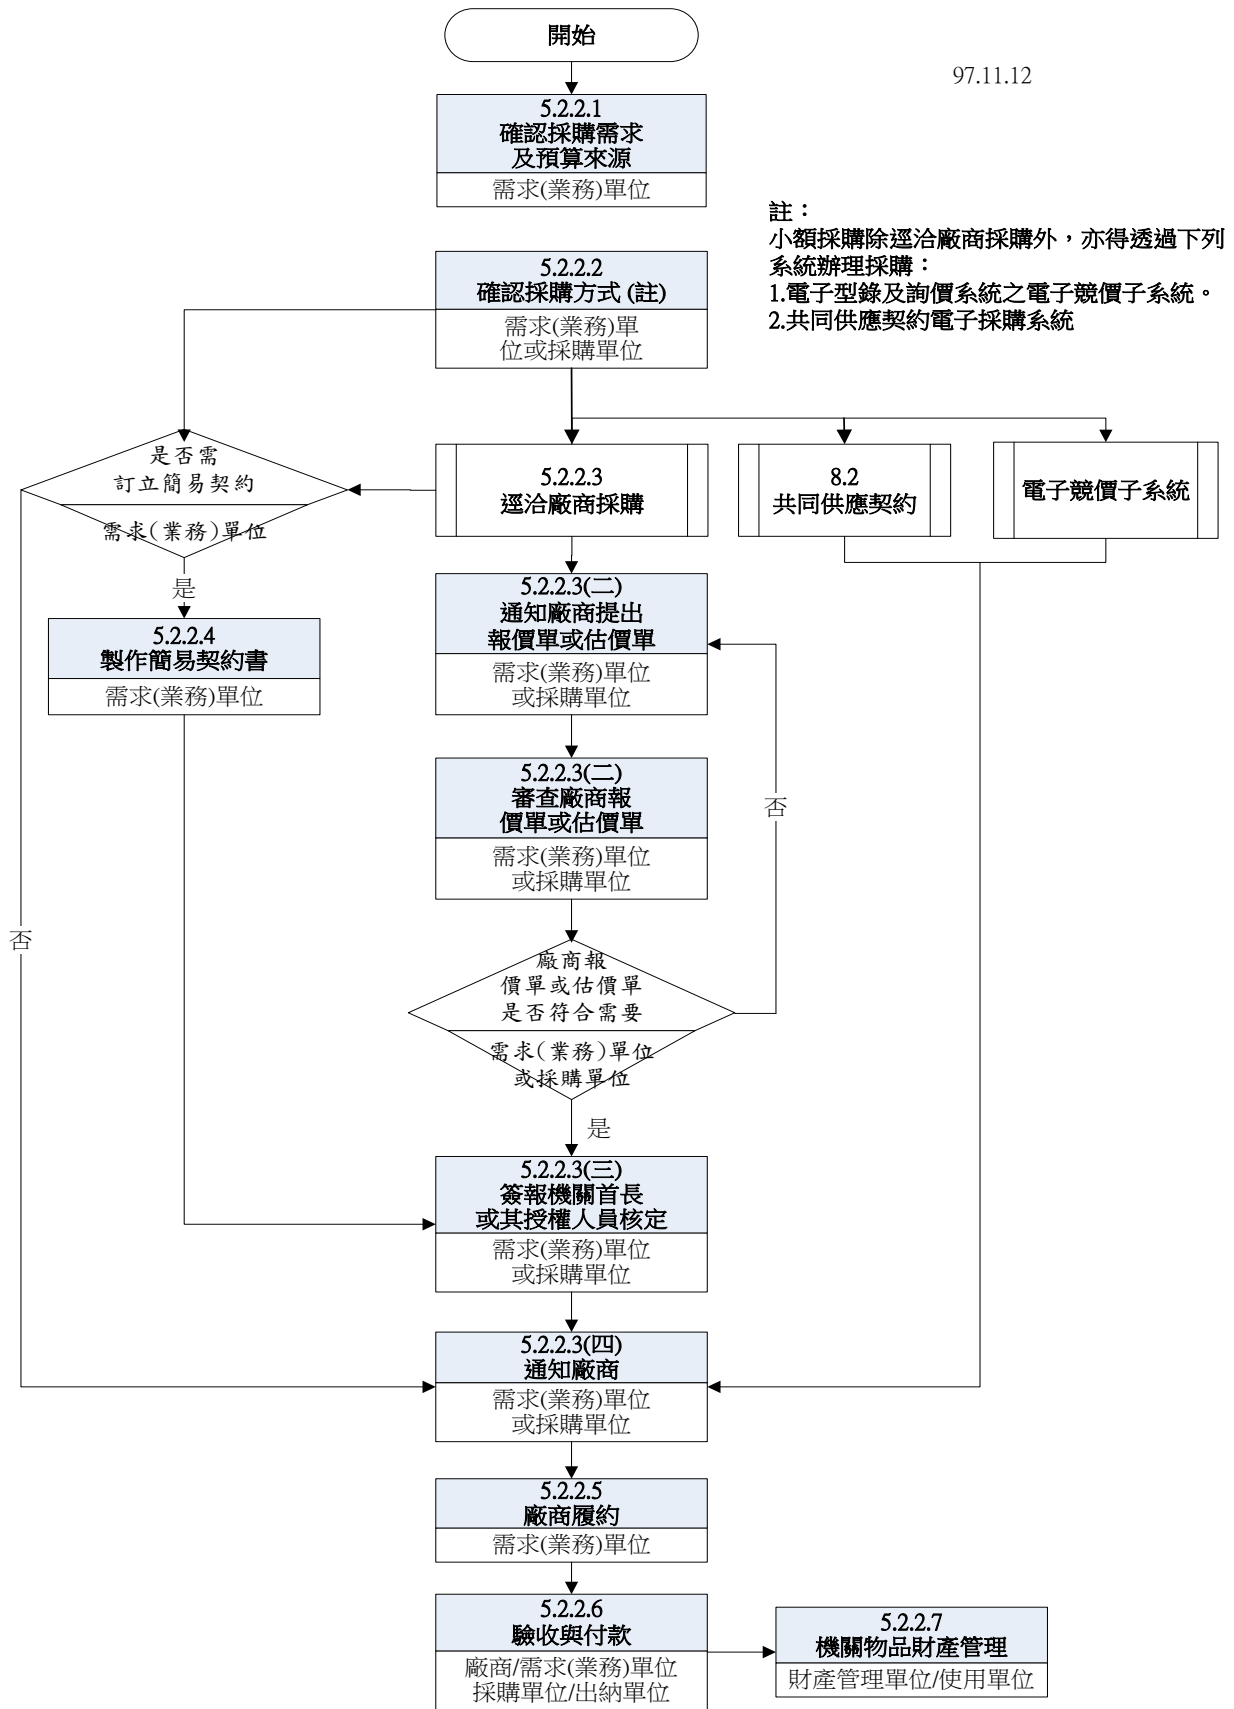 開始
97.11.12
5.2.2.1
確認採購需求
及預算來源
需求(業務)單位
註：
小額採購除逕洽廠商採購外，亦得透過下列
系統辦理採購：
1.電子型錄及詢價系統之電子競價子系統。
2.共同供應契約電子採購系統
5.2.2.2
確認採購方式 (註)
需求(業務)單
位或採購單位
是否需
訂立簡易契約
需求(業務)單位
5.2.2.3
逕洽廠商採購
8.2
共同供應契約
電子競價子系統
是
5.2.2.4
製作簡易契約書
需求(業務)單位
5.2.2.3(二)
通知廠商提出
報價單或估價單
需求(業務)單位
或採購單位
5.2.2.3(二)
審查廠商報
價單或估價單
需求(業務)單位
或採購單位
否
否
廠商報
價單或估價單
是否符合需要
需求(業務)單位
或採購單位
是
5.2.2.3(三)
簽報機關首長
或其授權人員核定
需求(業務)單位
或採購單位
5.2.2.3(四)
通知廠商
需求(業務)單位
或採購單位
5.2.2.5
廠商履約
需求(業務)單位
5.2.2.6
驗收與付款
廠商/需求(業務)單位
採購單位/出納單位
5.2.2.7
機關物品財產管理
財產管理單位/使用單位